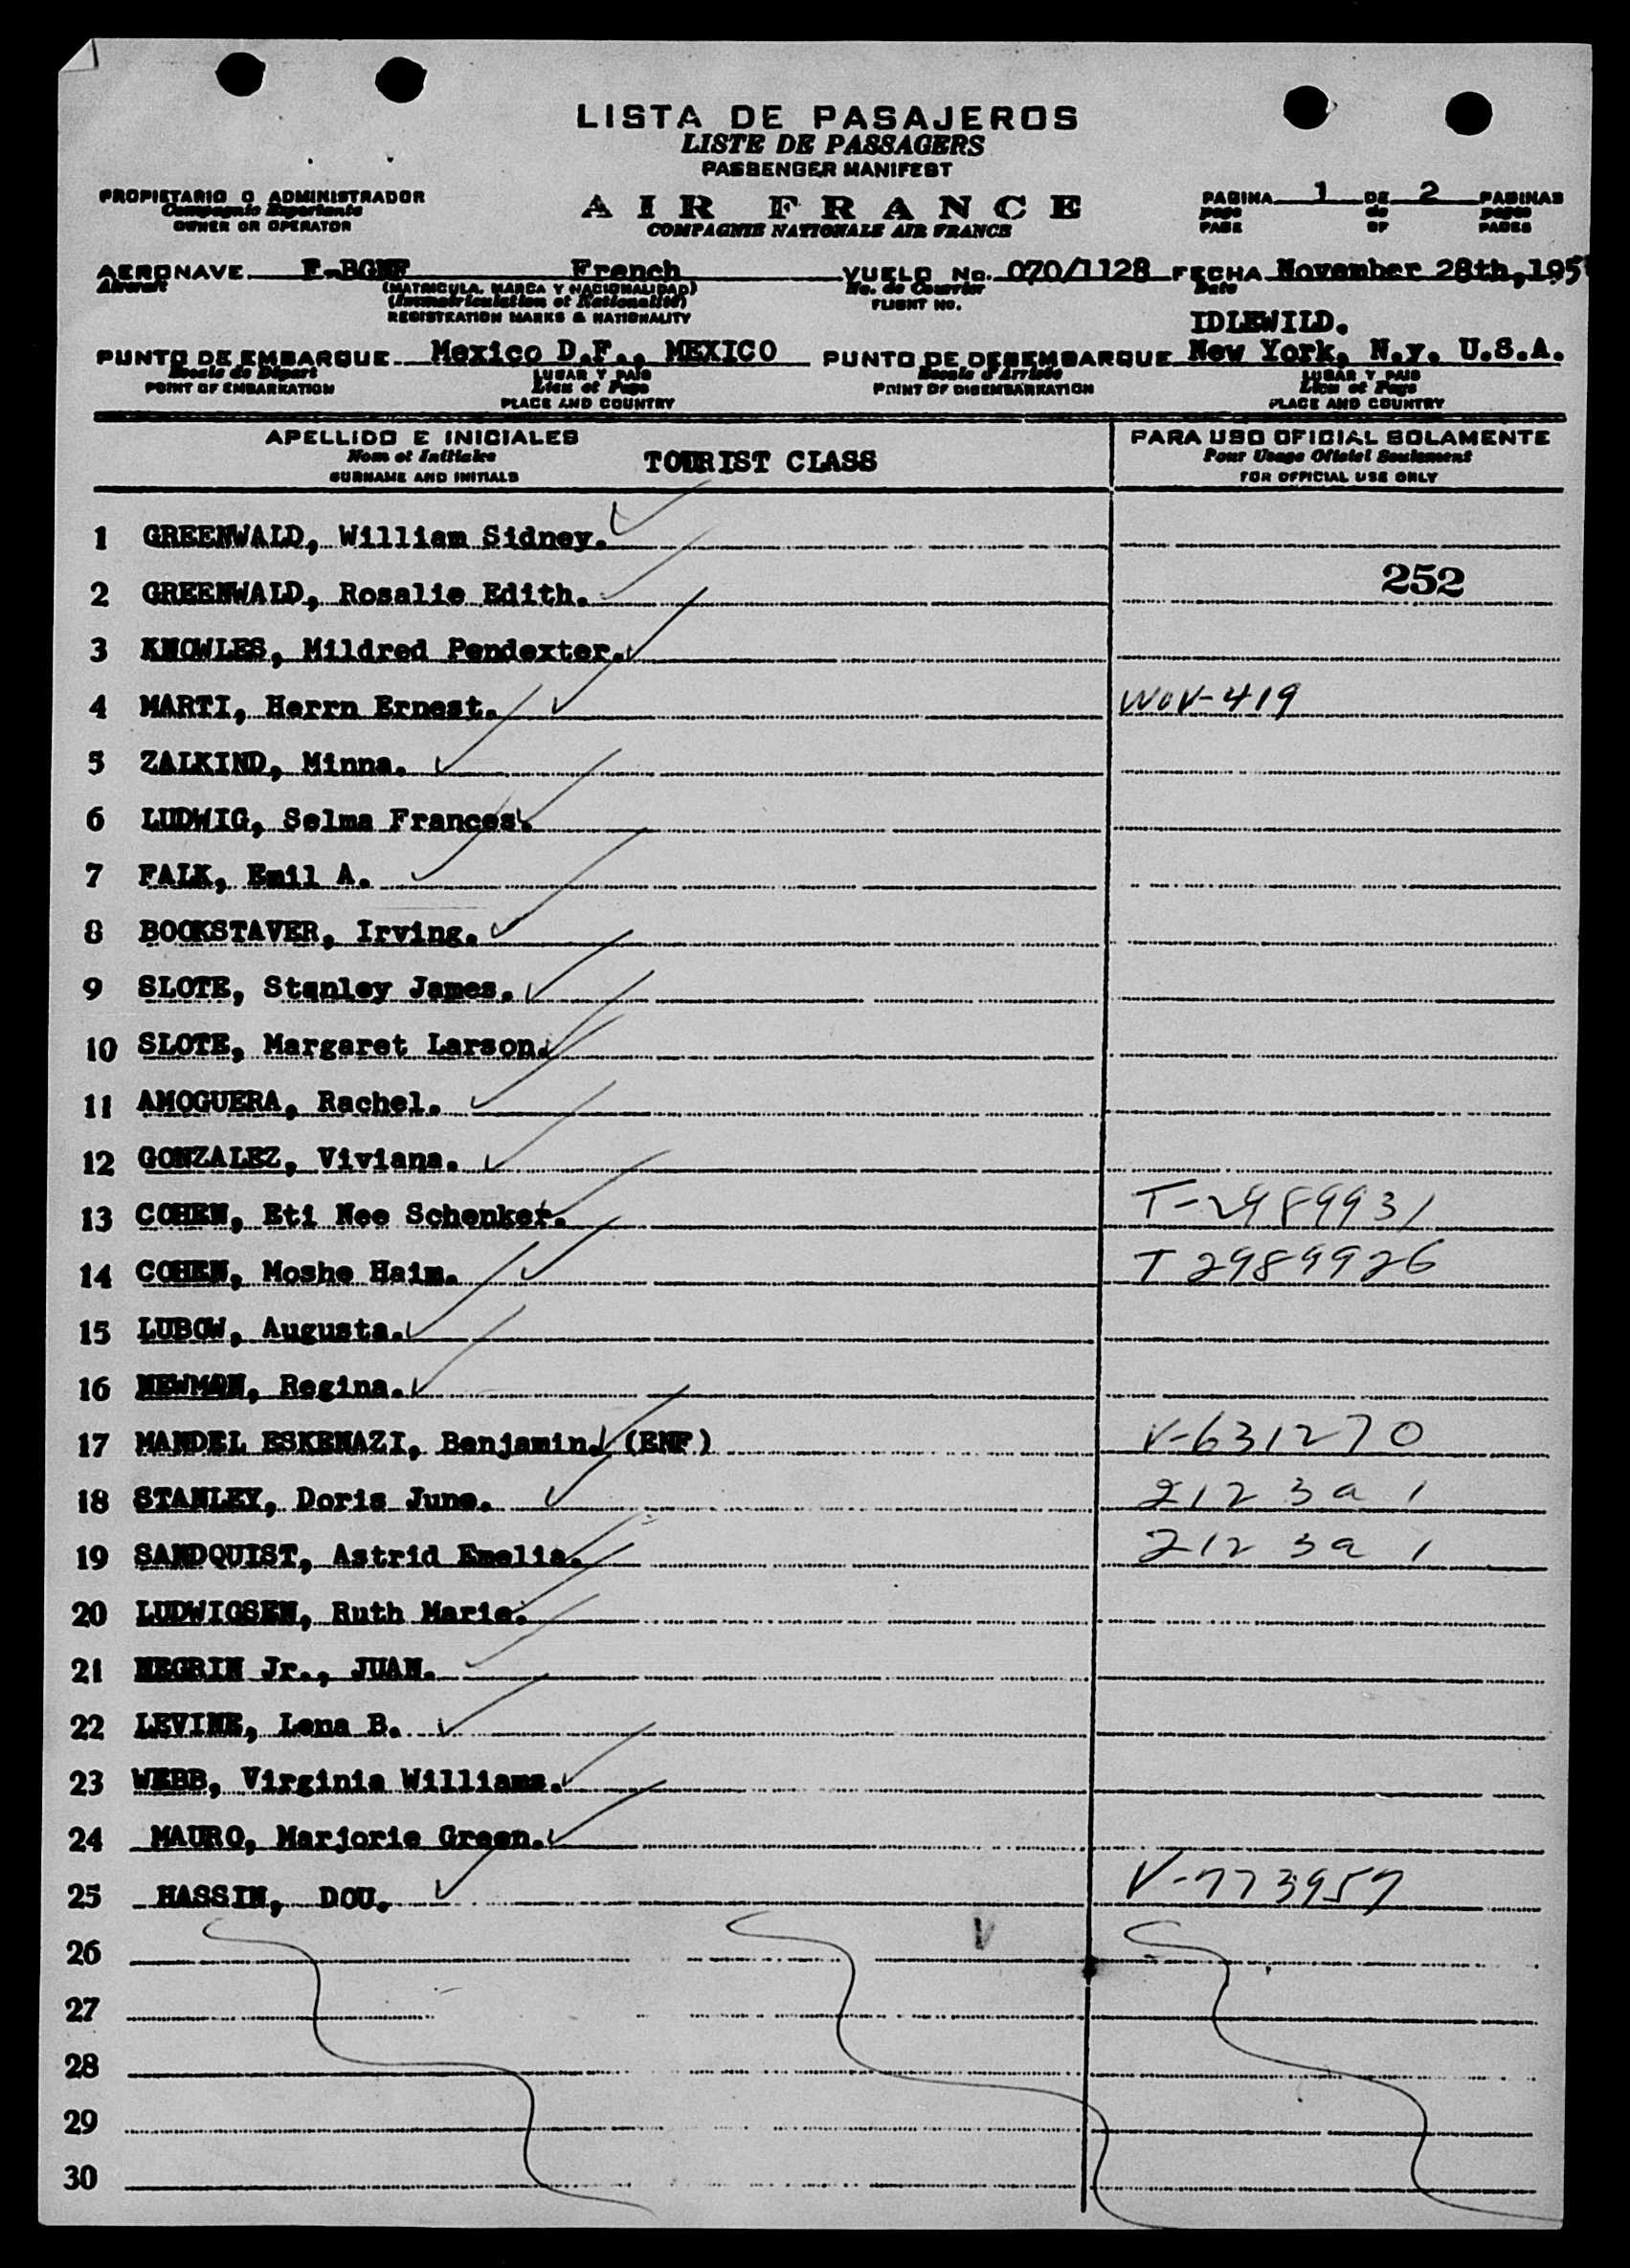 LISTA DE PASAJEROS
LISTE DE PASSAGERS
PASSENGER MANIFEST
PROPIETARIO O ADMINISTRADOR
Compagnie Exportante
OWNER OR OPERATOR
AIR FRANCE
COMPAGNIE NATIONALE AIR FRANCE
PAGINA 1 DE 2 PAGINAS
page de pages
PAGE OF PAGES
AERONAVE French VUELO No. 070/1128 FECHA November 28th, 195
Aircraft (MATRICULA, MARCA Y NACIONALIDAD) No. de Courrier Date
(Immatriculation et Nationalité) FLIGHT NO.
REGISTRATION MARKS & NATIONALITY
IDLEWILD.
PUNTO DE EMBARQUE Mexico D.F., MEXICO PUNTO DE DESEMBARQUE New York, N.y. U.S.A.
Escale de Départ LUGAR Y PAIS Escale d'Arrivée LUGAR Y PAIS
POINT OF EMBARKATION Lieu et Pays POINT OF DISEMBARKATION Lieu et Pays
PLACE AND COUNTRY PLACE AND COUNTRY
APELLIDO E INICIALES PARA USO OFICIAL SOLAMENTE
Nom et Initiales TOURIST CLASS Pour Usage Officiel Seulement
SURNAME AND INITIALS FOR OFFICIAL USE ONLY
1 GREENWALD, William Sidney.
2 GREENWALD, Rosalie Edith. 252
3 KNOWLES, Mildred Pendexter.
4 MARTI, Herrn Ernest. 419
5 ZALKIND, Minna.
6 LUDWIG, Selma Frances.
7 FALK, Emil A.
8 BOOKSTAVER, Irving.
9 SLOTE, Stanley James.
10 SLOTE, Margaret Larson.
11 AMOGUERA, Rachel.
12 GONZALEZ, Viviana.
13 COHEN, Eti Nee Schenker. T-2989931
14 COHEN, Moshe Haim. T 2989926
15 LUBOW, Augusta.
16 NEWMAN, Regina.
17 MANDEL ESKENAZI, Benjamin. (ENF) V-631270
18 STANLEY, Doris June. 212 3a 1
19 SANDQUIST, Astrid Emelia. 212 3a 1
20 LUDWIGSEN, Ruth Marie.
21 NEGRIN Jr., JUAN.
22 LEVINE, Lena B.
23 WEBB, Virginia Williams.
24 MAURO, Marjorie Green.
25 HASSIN, DOU. V-773957
26 V
27
28
29
30